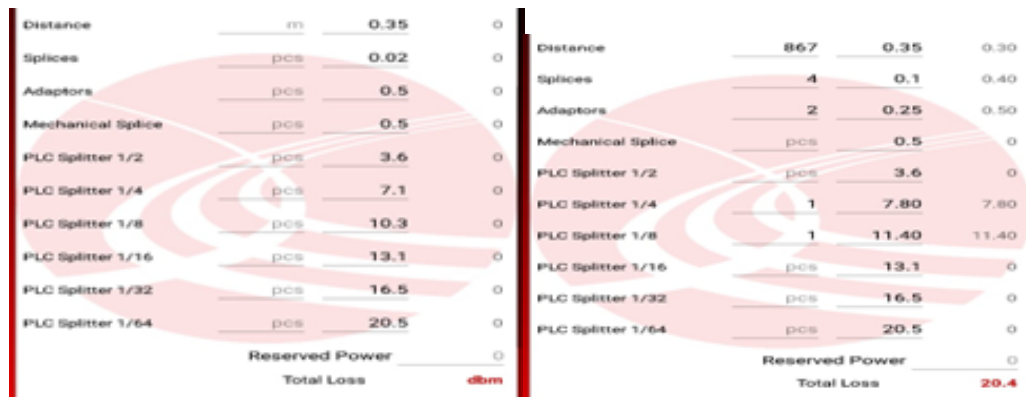 Distance m 0.35 0
Splices pcs 0.02 0
Adaptors pcs 0.5 0
Mechanical Splice pcs 0.5 0
PLC Splitter 1/2 pcs 3.6 0
PLC Splitter 1/4 pcs 7.1 0
PLC Splitter 1/8 pcs 10.3 0
PLC Splitter 1/16 pcs 13.1 0
PLC Splitter 1/32 pcs 16.5 0
PLC Splitter 1/64 pcs 20.5 0
Reserved Power 0
Total Loss dbm
Distance 867 0.35 0.30
Splices 4 0.1 0.40
Adaptors 2 0.25 0.50
Mechanical Splice pcs 0.5 0
PLC Splitter 1/2 pcs 3.6 0
PLC Splitter 1/4 1 7.80 7.80
PLC Splitter 1/8 1 11.40 11.40
PLC Splitter 1/16 pcs 13.1 0
PLC Splitter 1/32 pcs 16.5 0
PLC Splitter 1/64 pcs 20.5 0
Reserved Power 0
Total Loss 20.4